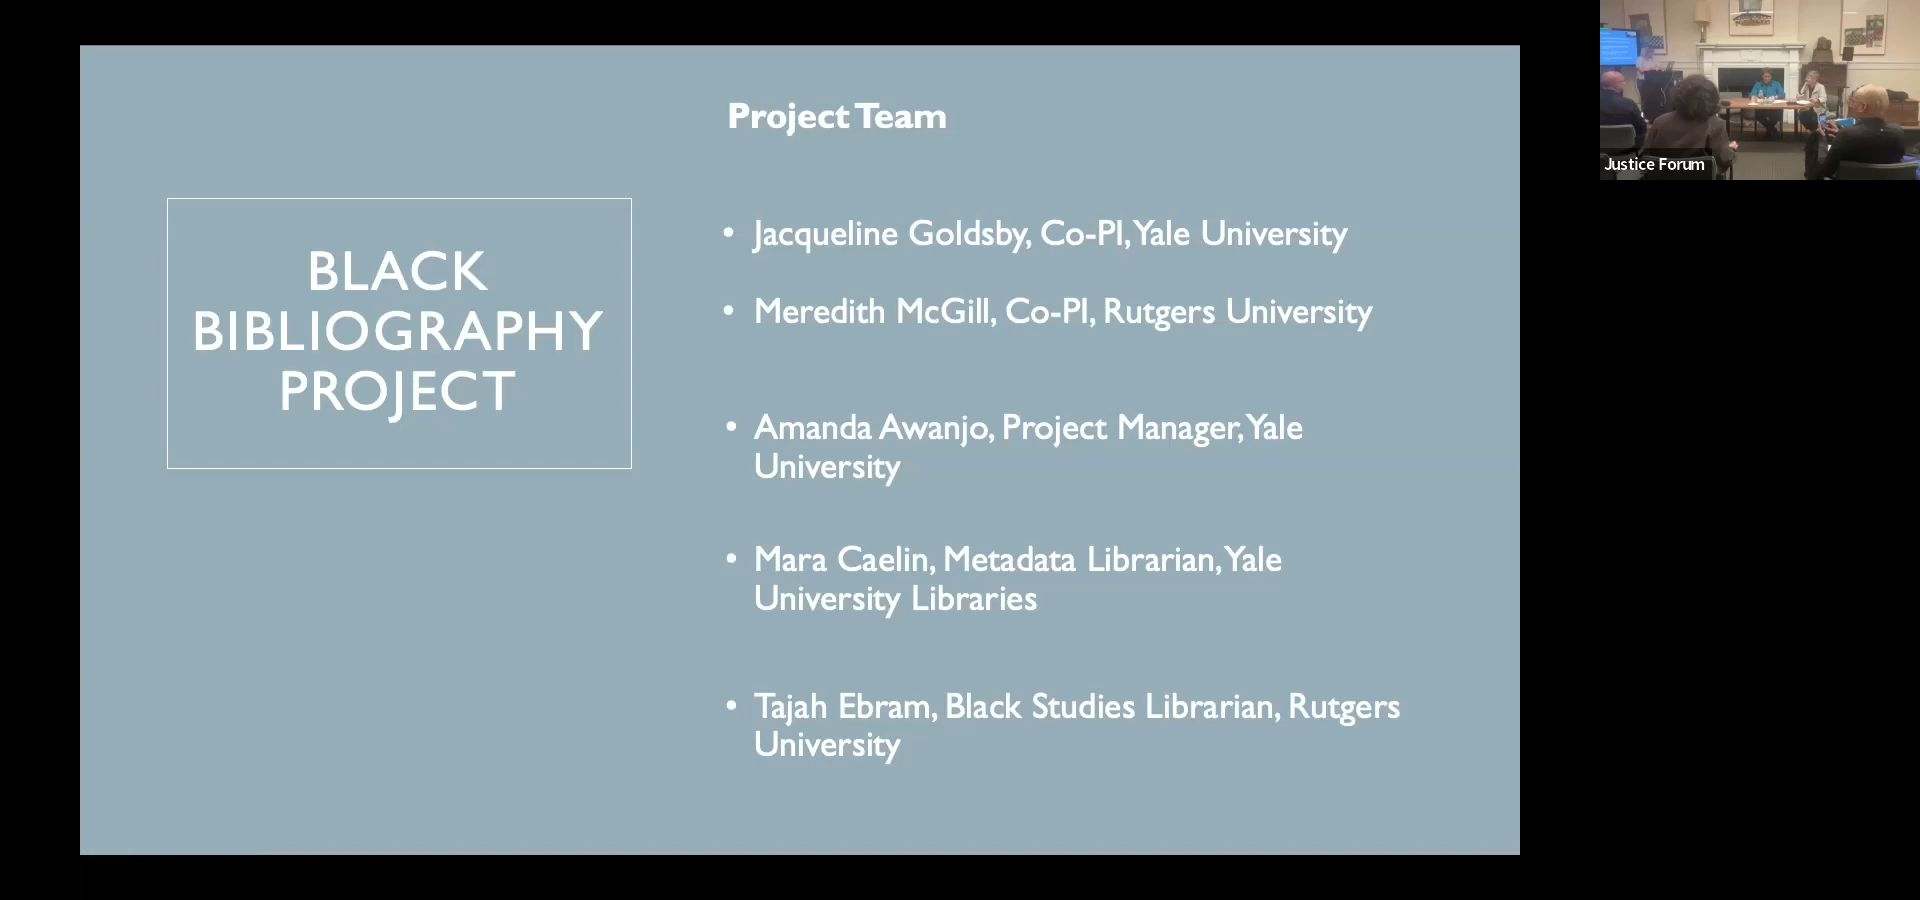 Project Team
BLACK
BIBLIOGRAPHY
PROJECT
• Jacqueline Goldsby, Co-PI, Yale University
• Meredith McGill, Co-PI, Rutgers University
• Amanda Awanjo, Project Manager, Yale
University
• Mara Caelin, Metadata Librarian, Yale
University Libraries
• Tajah Ebram, Black Studies Librarian, Rutgers
University
Justice Forum